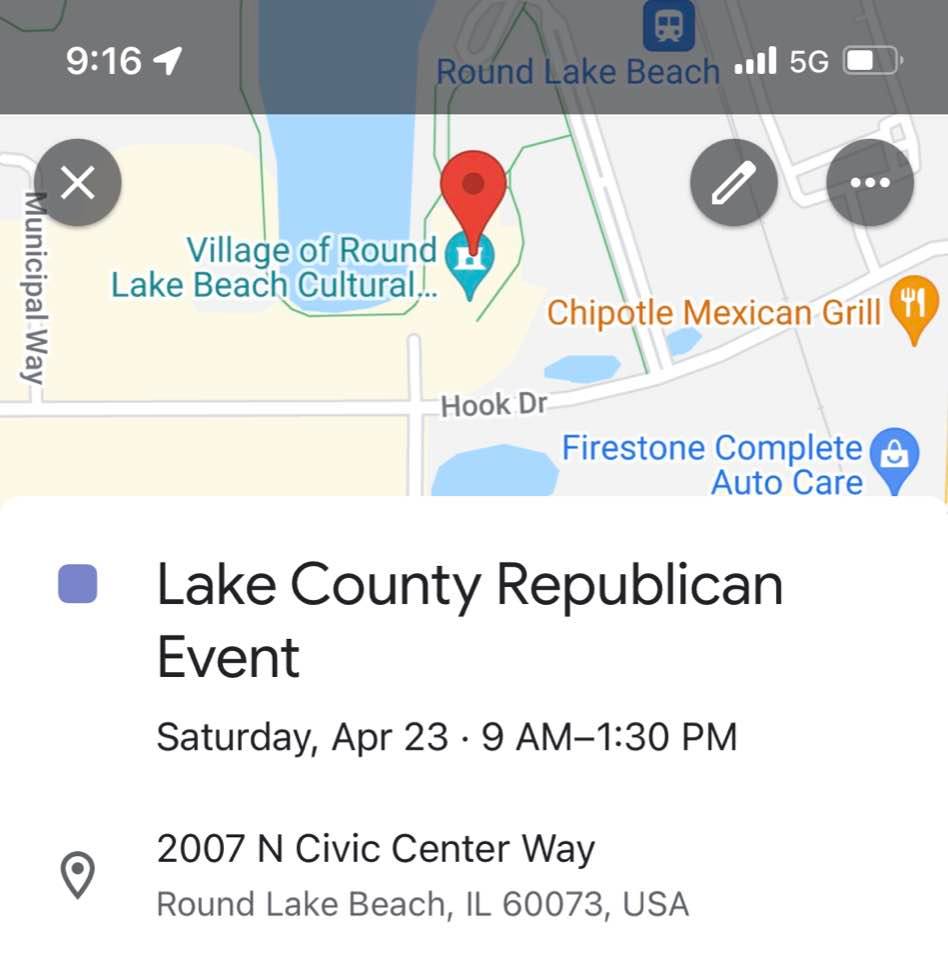 9:16
5G
Round Lake Beach
Municipal Way
Village of Round
Lake Beach Cultural...
Chipotle Mexican Grill
Hook Dr
Firestone Complete
Auto Care
Lake County Republican
Event
Saturday, Apr 23 · 9 AM–1:30 PM
2007 N Civic Center Way
Round Lake Beach, IL 60073, USA